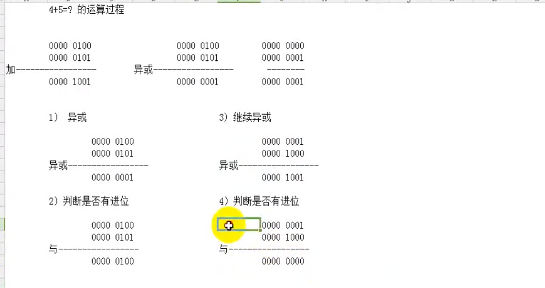 4+5=? 的运算过程
0000 0100 0000 0100 0000 0000
0000 0101 0000 0101 0000 0001
加----------------- 异或----------------- --------
0000 1001 0000 0001 0000 0001
1) 异或 3) 继续异或
0000 0100 0000 0001
0000 0101 0000 1000
异或----------------- 异或-----------------
0000 0001 0000 1001
2) 判断是否有进位 4) 判断是否有进位
0000 0100 0000 0001
0000 0101 0000 1000
与----------------- 与-----------------
0000 0100 0000 0000